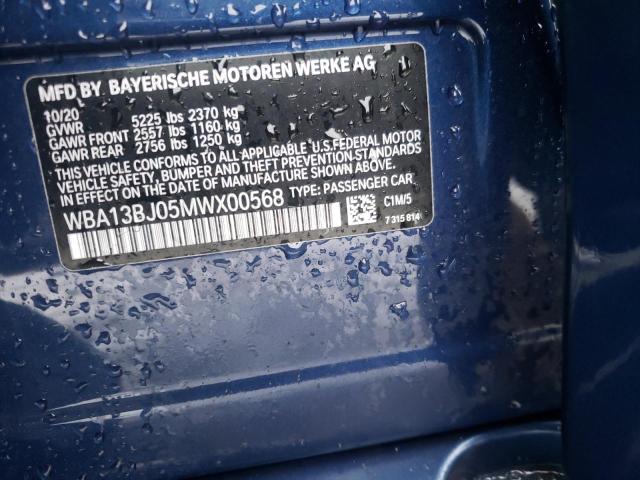 MFD BY BAYERISCHE MOTOREN WERKE AG
10/20
GVWR 5225 lbs 2370 kg
GAWR FRONT 2557 lbs 1160 kg
GAWR REAR 2756 lbs 1250 kg
THIS VEHICLE CONFORMS TO ALL APPLICABLE U.S.FEDERAL MOTOR
VEHICLE SAFETY, BUMPER AND THEFT PREVENTION STANDARDS IN
EFFECT ON THE DATE OF MANUFACTURE SHOWN ABOVE.
WBA13BJ05MWX00568 TYPE: PASSENGER CAR
C1M/5
7 315 814